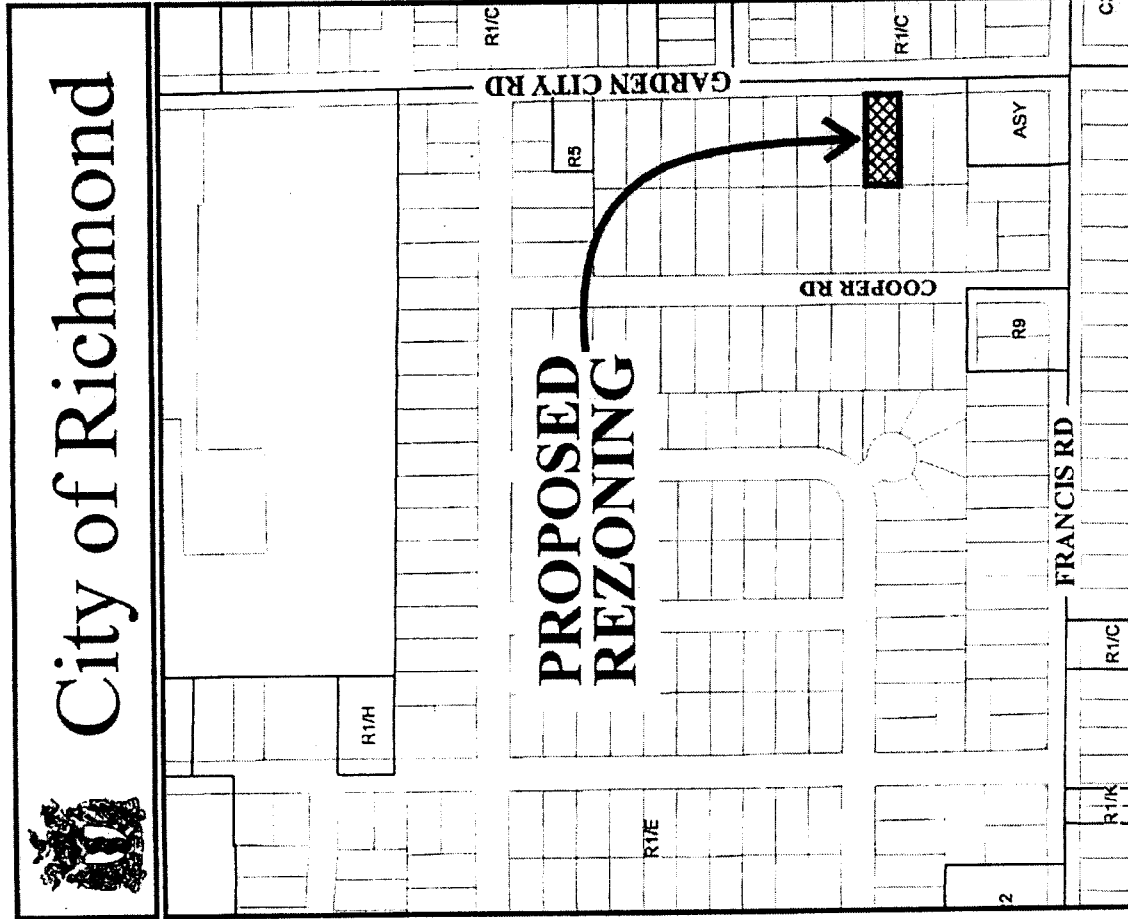 City of Richmond
R1/C
GARDEN CITY RD
R5
R1/C
ASY
PROPOSED
REZONING
COOPER RD
R9
R1/H
FRANCIS RD
R1/E
R1/C
R1/K
2